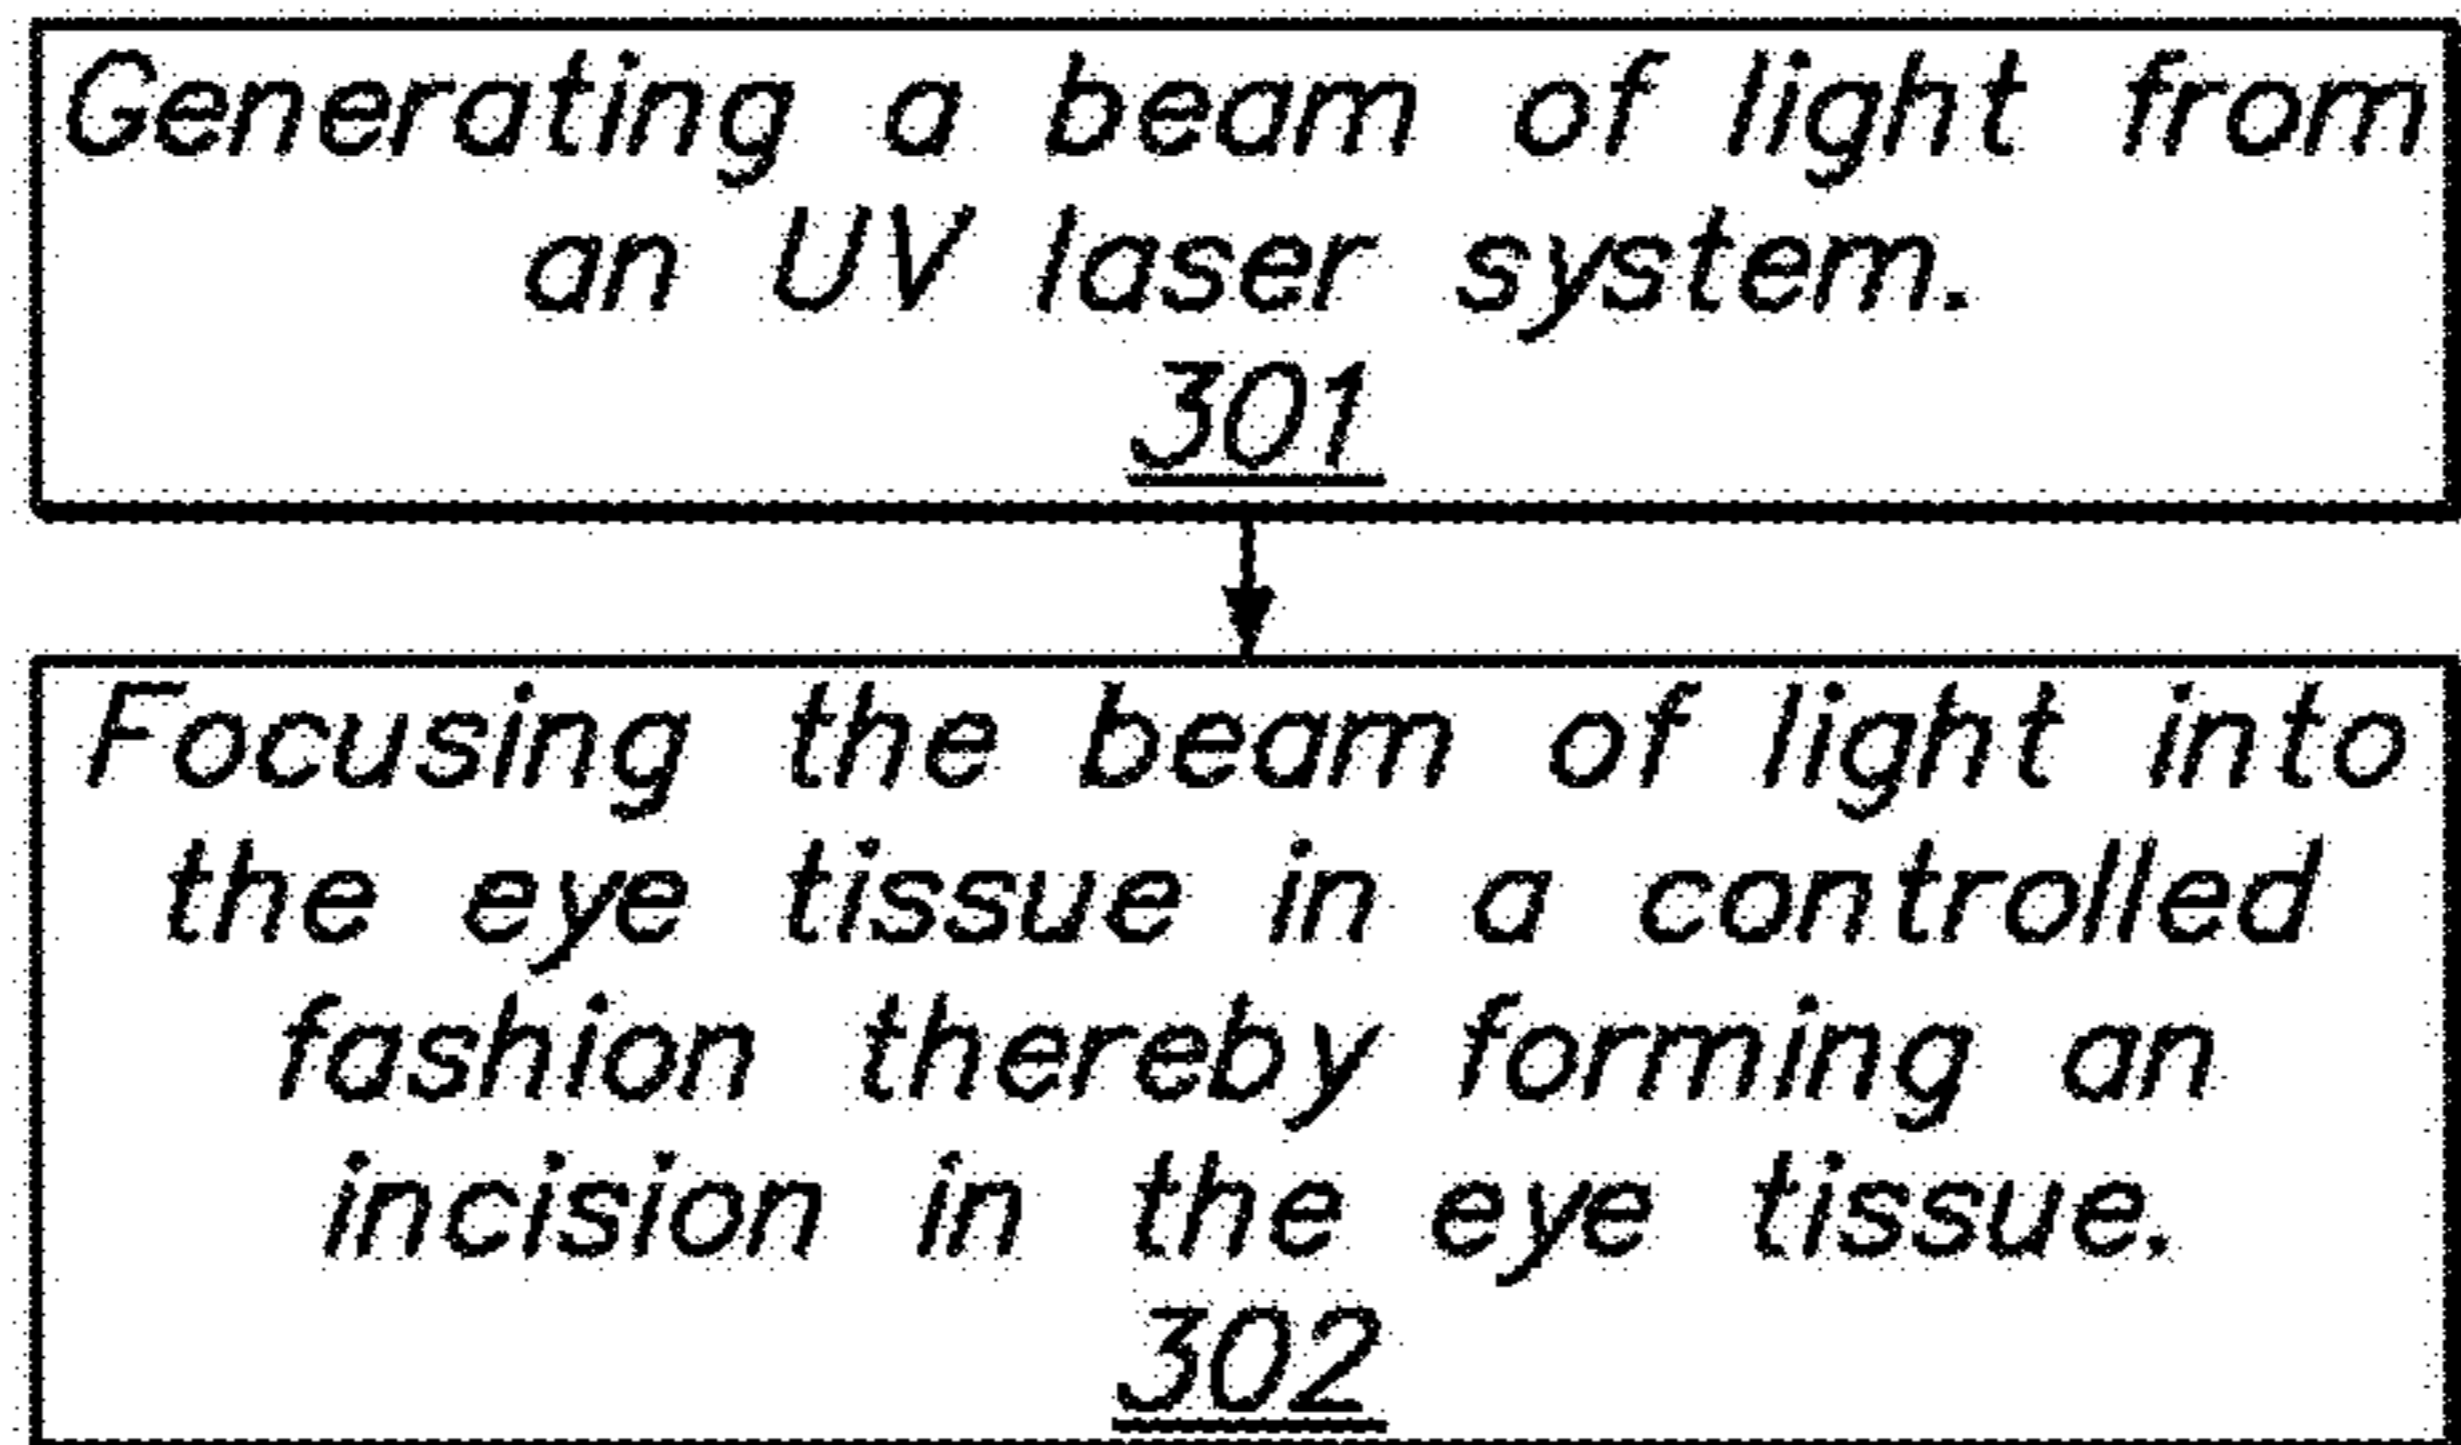 Generating a beam of light from
an UV laser system.
301
Focusing the beam of light into
the eye tissue in a controlled
fashion thereby forming an
incision in the eye tissue.
302